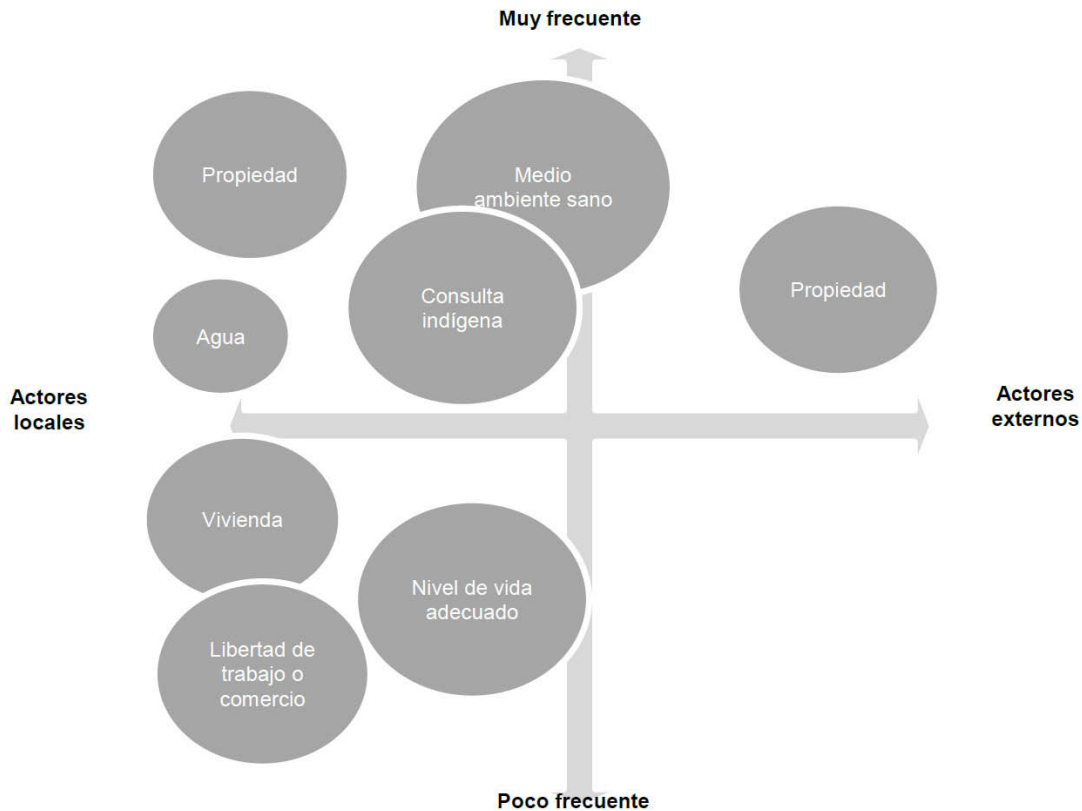 Muy frecuente
Propiedad
Medio
ambiente sano
Consulta
indígena
Propiedad
Agua
Actores
locales
Actores
externos
Vivienda
Nivel de vida
adecuado
Libertad de
trabajo o
comercio
Poco frecuente